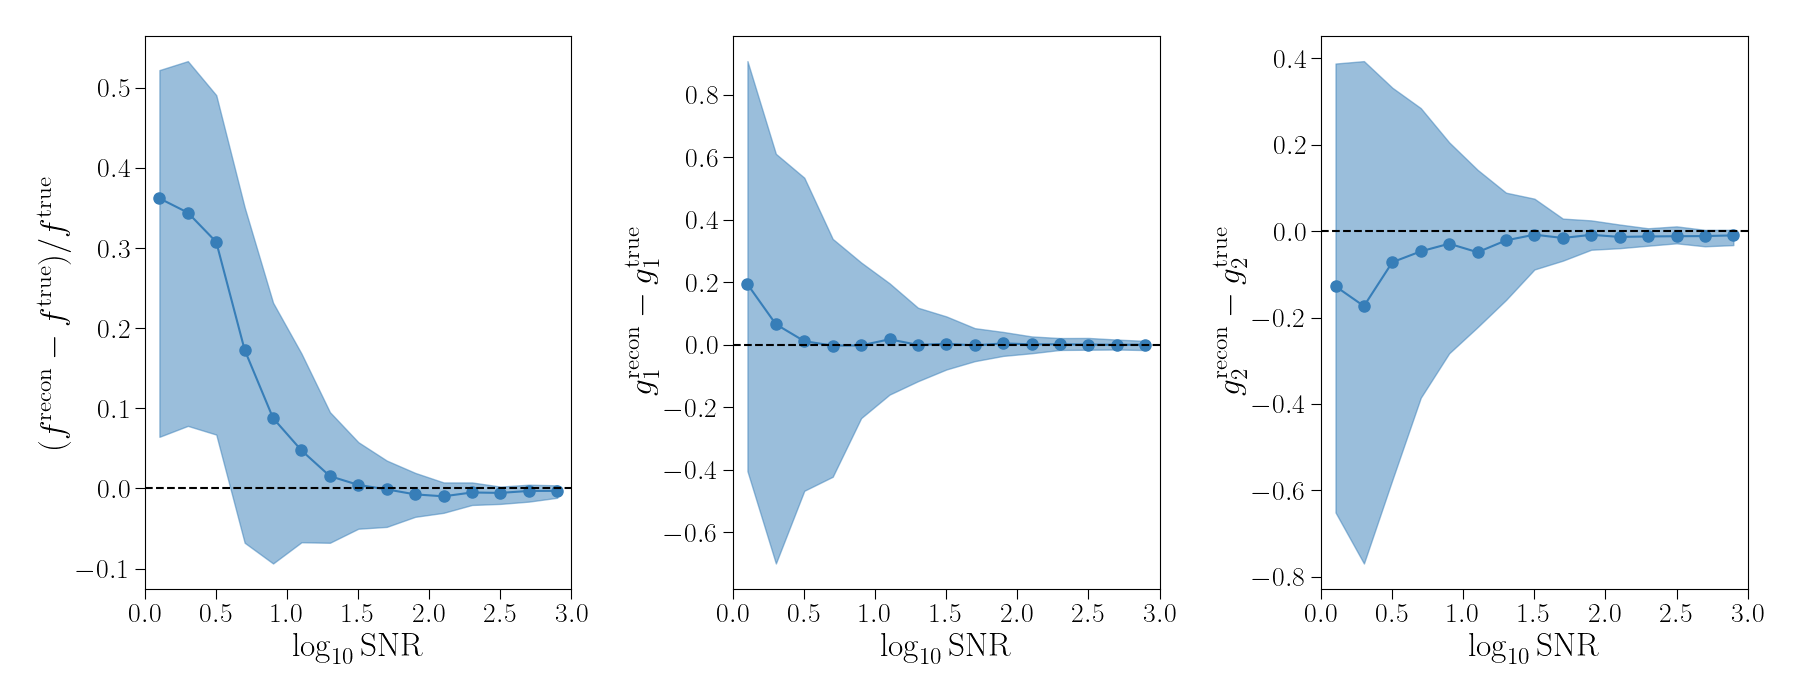 (f^recon − f^true)/f^true
0.5
0.4
0.3
0.2
0.1
0.0
−0.1
0.0 0.5 1.0 1.5 2.0 2.5 3.0
log₁₀ SNR
g₁^recon − g₁^true
0.8
0.6
0.4
0.2
0.0
−0.2
−0.4
−0.6
0.0 0.5 1.0 1.5 2.0 2.5 3.0
log₁₀ SNR
g₂^recon − g₂^true
0.4
0.2
0.0
−0.2
−0.4
−0.6
−0.8
0.0 0.5 1.0 1.5 2.0 2.5 3.0
log₁₀ SNR